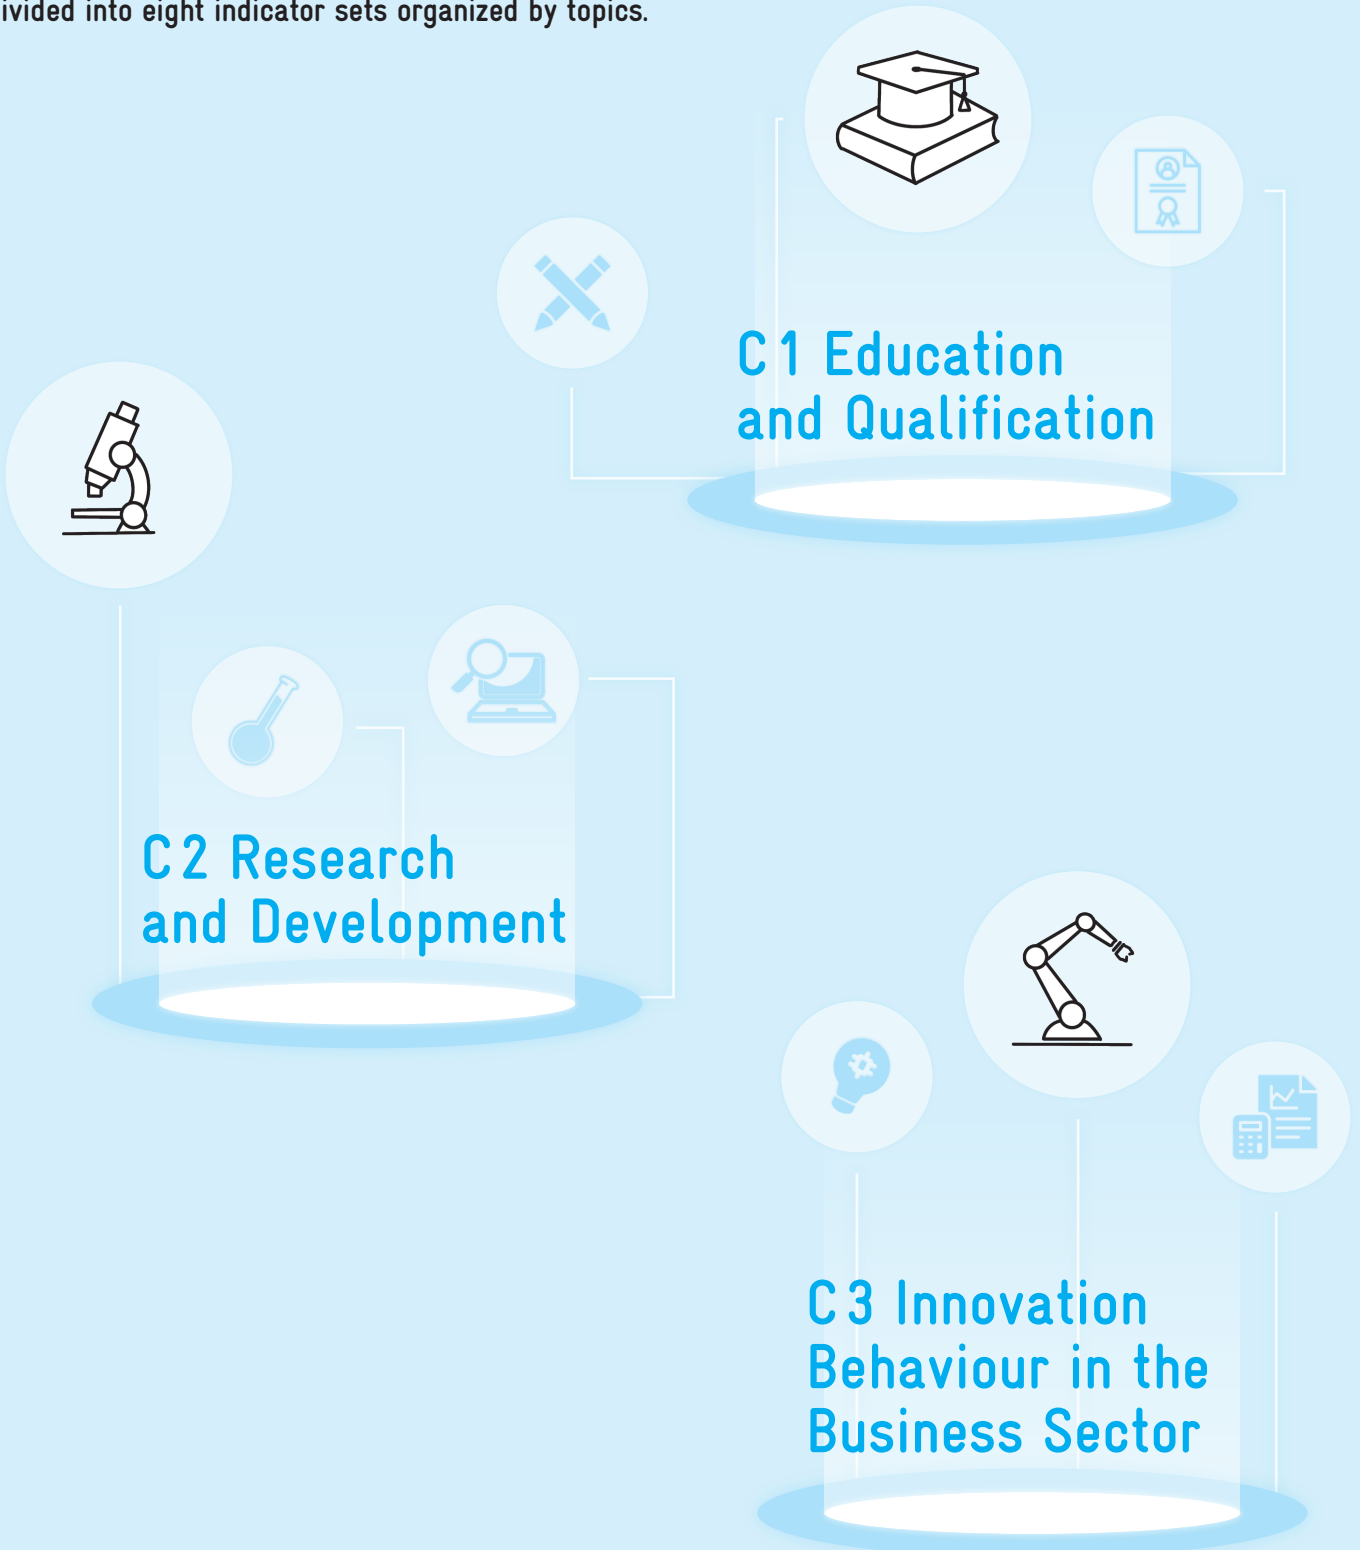 into eight indicator sets organized by topics.
C 1 Education
and Qualification
C 2 Research
and Development
C 3 Innovation
Behaviour in the
Business Sector